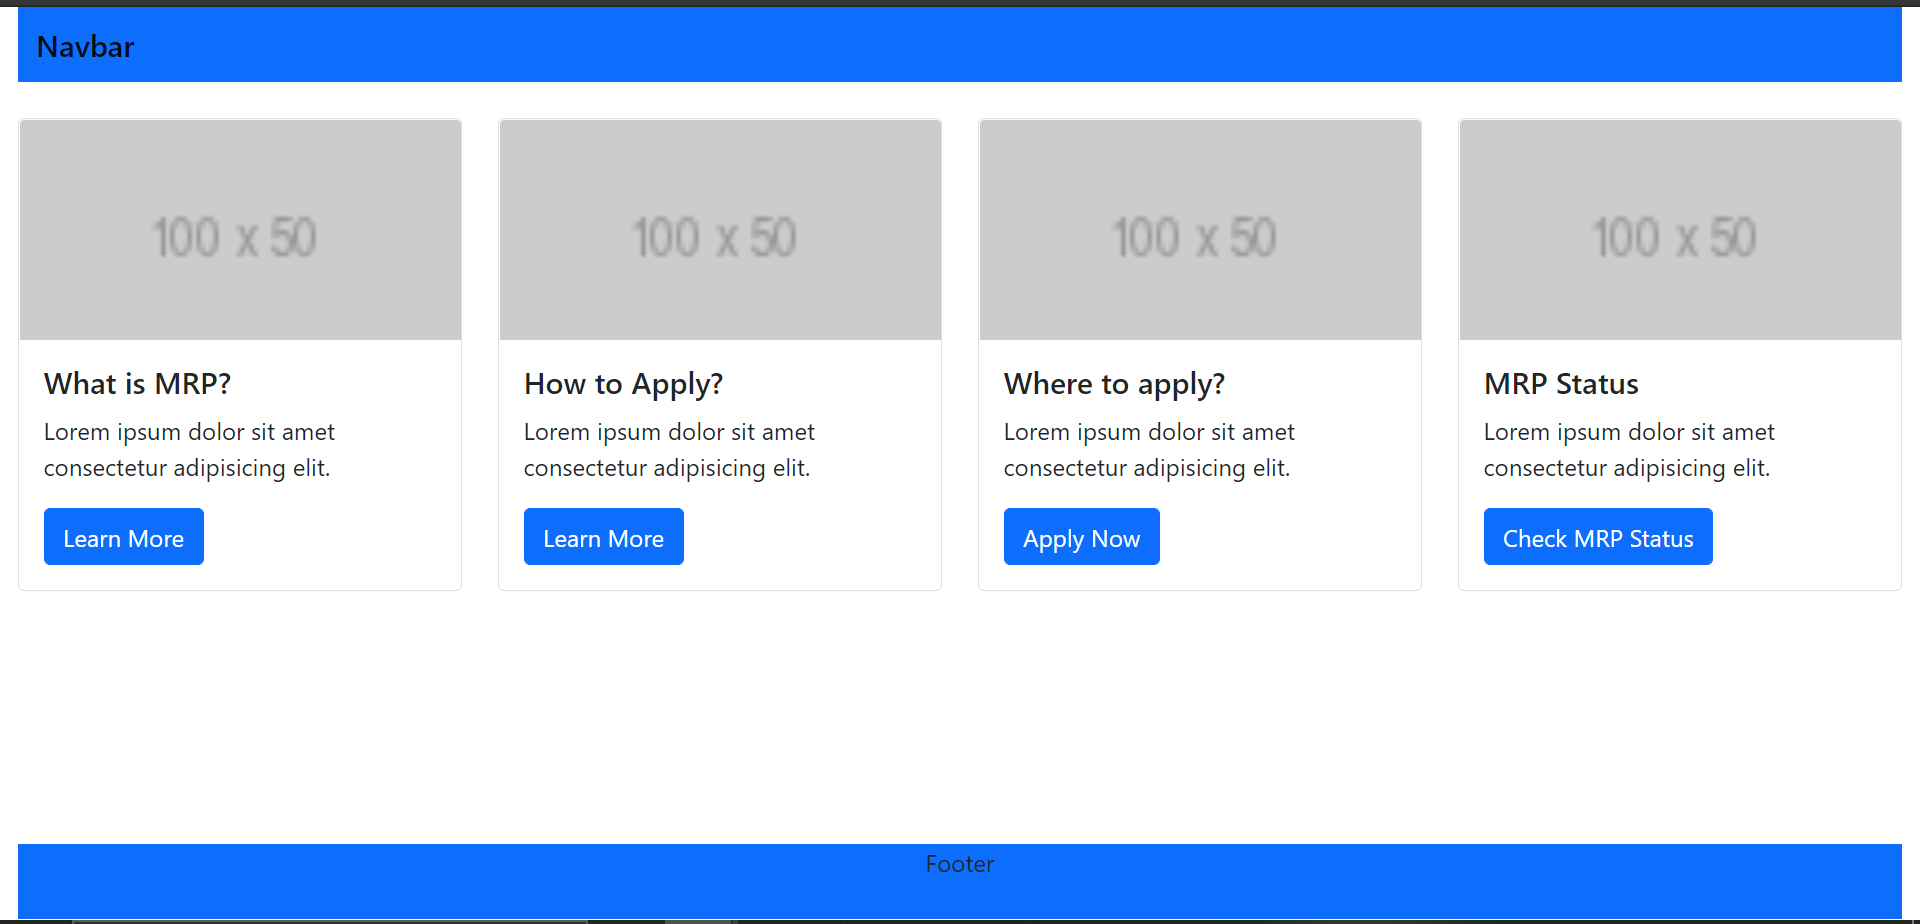 Navbar
100 x 50
100 x 50
100 x 50
100 x 50
What is MRP?
Lorem ipsum dolor sit amet
consectetur adipisicing elit.
Learn More
How to Apply?
Lorem ipsum dolor sit amet
consectetur adipisicing elit.
Learn More
Where to apply?
Lorem ipsum dolor sit amet
consectetur adipisicing elit.
Apply Now
MRP Status
Lorem ipsum dolor sit amet
consectetur adipisicing elit.
Check MRP Status
Footer